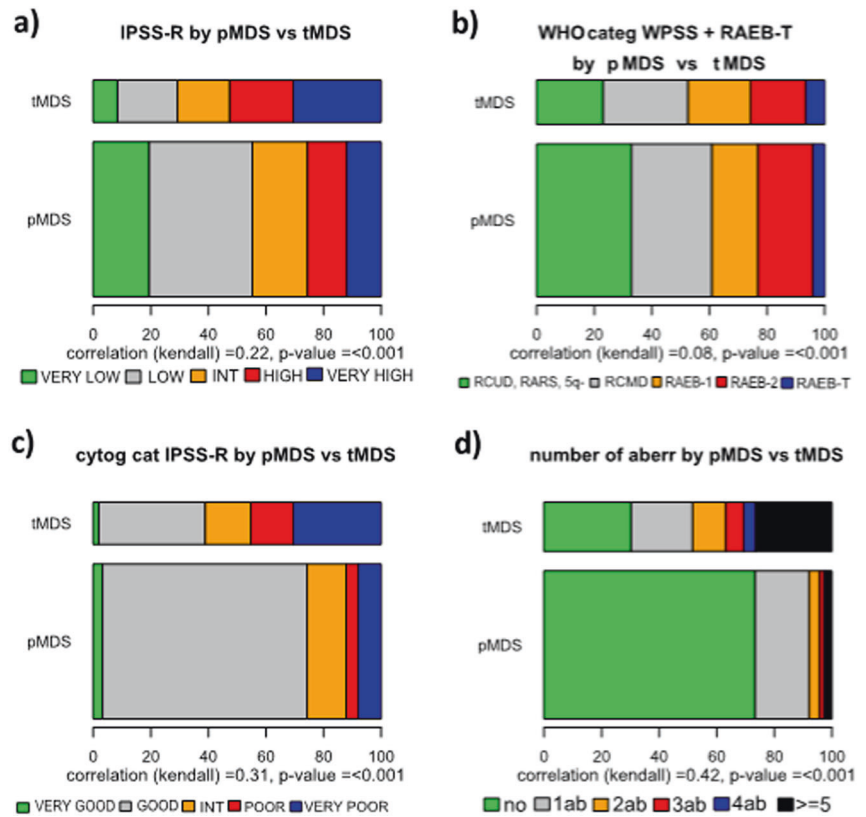 a)
IPSS-R by pMDS vs tMDS
tMDS
pMDS
0 20 40 60 80 100
correlation (kendall) =0.22, p-value =<0.001
VERY LOW LOW INT HIGH VERY HIGH
b)
WHO categ WPSS + RAEB-T
by pMDS vs tMDS
tMDS
pMDS
0 20 40 60 80 100
correlation (kendall) =0.08, p-value =<0.001
RCUD, RARS, 5q- RCMD RAEB-1 RAEB-2 RAEB-T
c)
cytog cat IPSS-R by pMDS vs tMDS
tMDS
pMDS
0 20 40 60 80 100
correlation (kendall) =0.31, p-value =<0.001
VERY GOOD GOOD INT POOR VERY POOR
d)
number of aberr by pMDS vs tMDS
tMDS
pMDS
0 20 40 60 80 100
correlation (kendall) =0.42, p-value =<0.001
no 1ab 2ab 3ab 4ab >=5